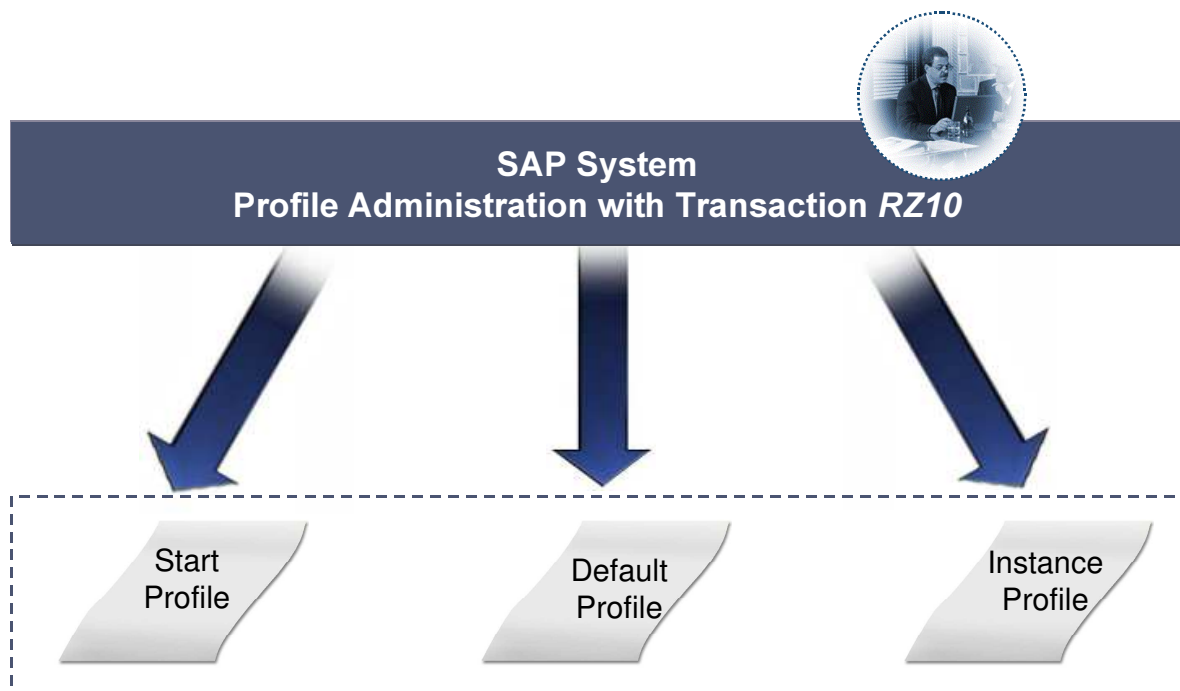 SAP System
Profile Administration with Transaction RZ10
Start
Profile
Default
Profile
Instance
Profile